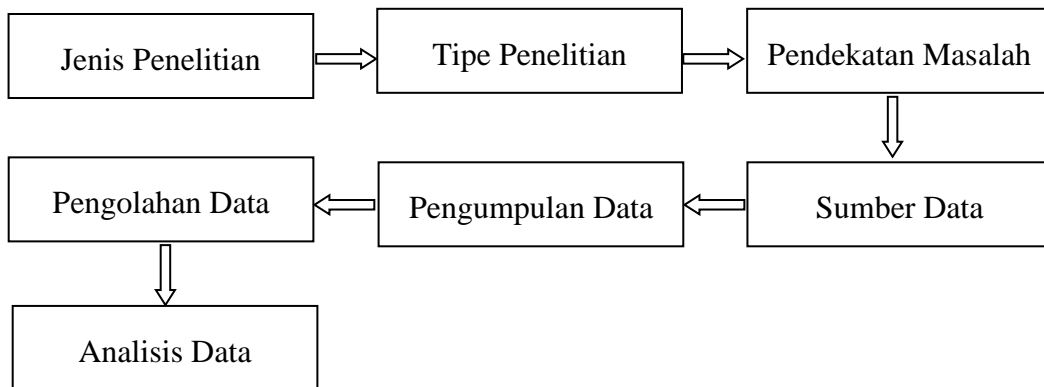 Jenis Penelitian
Tipe Penelitian
Pendekatan Masalah
Sumber Data
Pengumpulan Data
Pengolahan Data
Analisis Data